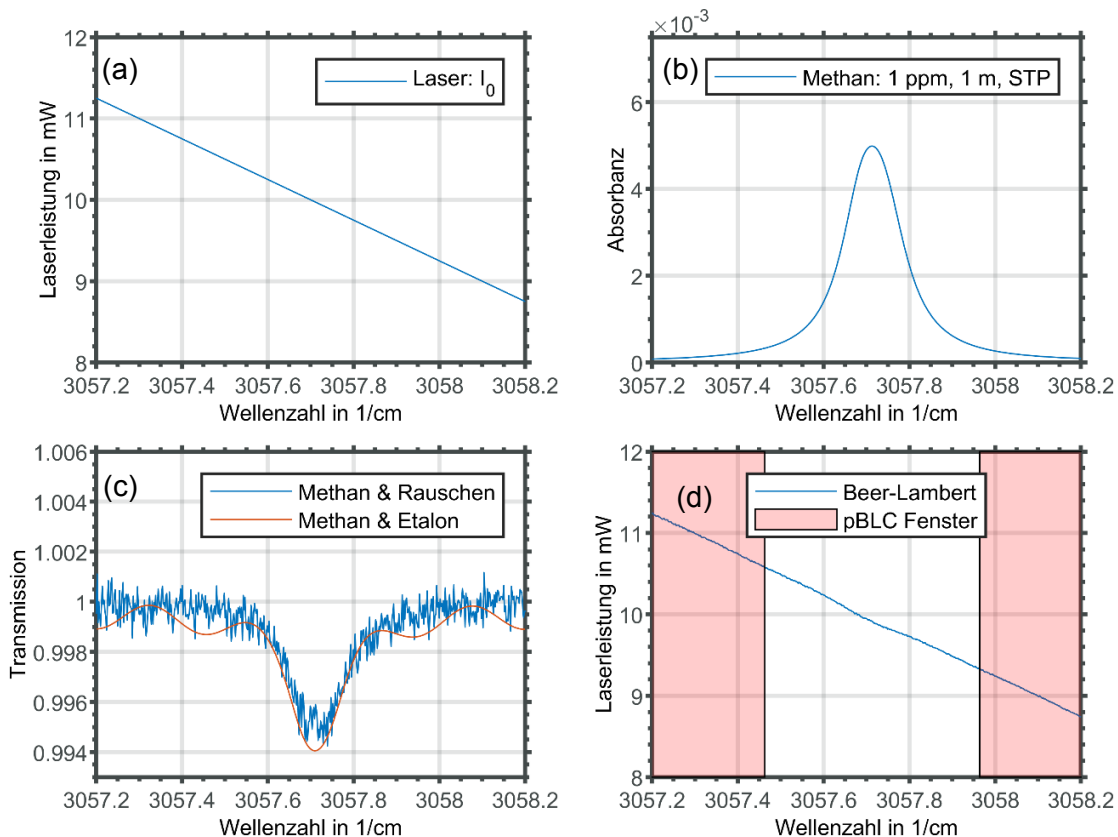 (a)
Laser: I0
12
11
10
9
8
Laserleistung in mW
3057.2 3057.4 3057.6 3057.8 3058 3058.2
Wellenzahl in 1/cm
×10-3
(b)
Methan: 1 ppm, 1 m, STP
6
4
2
0
Absorbanz
3057.2 3057.4 3057.6 3057.8 3058 3058.2
Wellenzahl in 1/cm
(c)
Methan & Rauschen
Methan & Etalon
1.006
1.004
1.002
1
0.998
0.996
0.994
Transmission
3057.2 3057.4 3057.6 3057.8 3058 3058.2
Wellenzahl in 1/cm
(d)
Beer-Lambert
pBLC Fenster
12
11
10
9
8
Laserleistung in mW
3057.2 3057.4 3057.6 3057.8 3058 3058.2
Wellenzahl in 1/cm